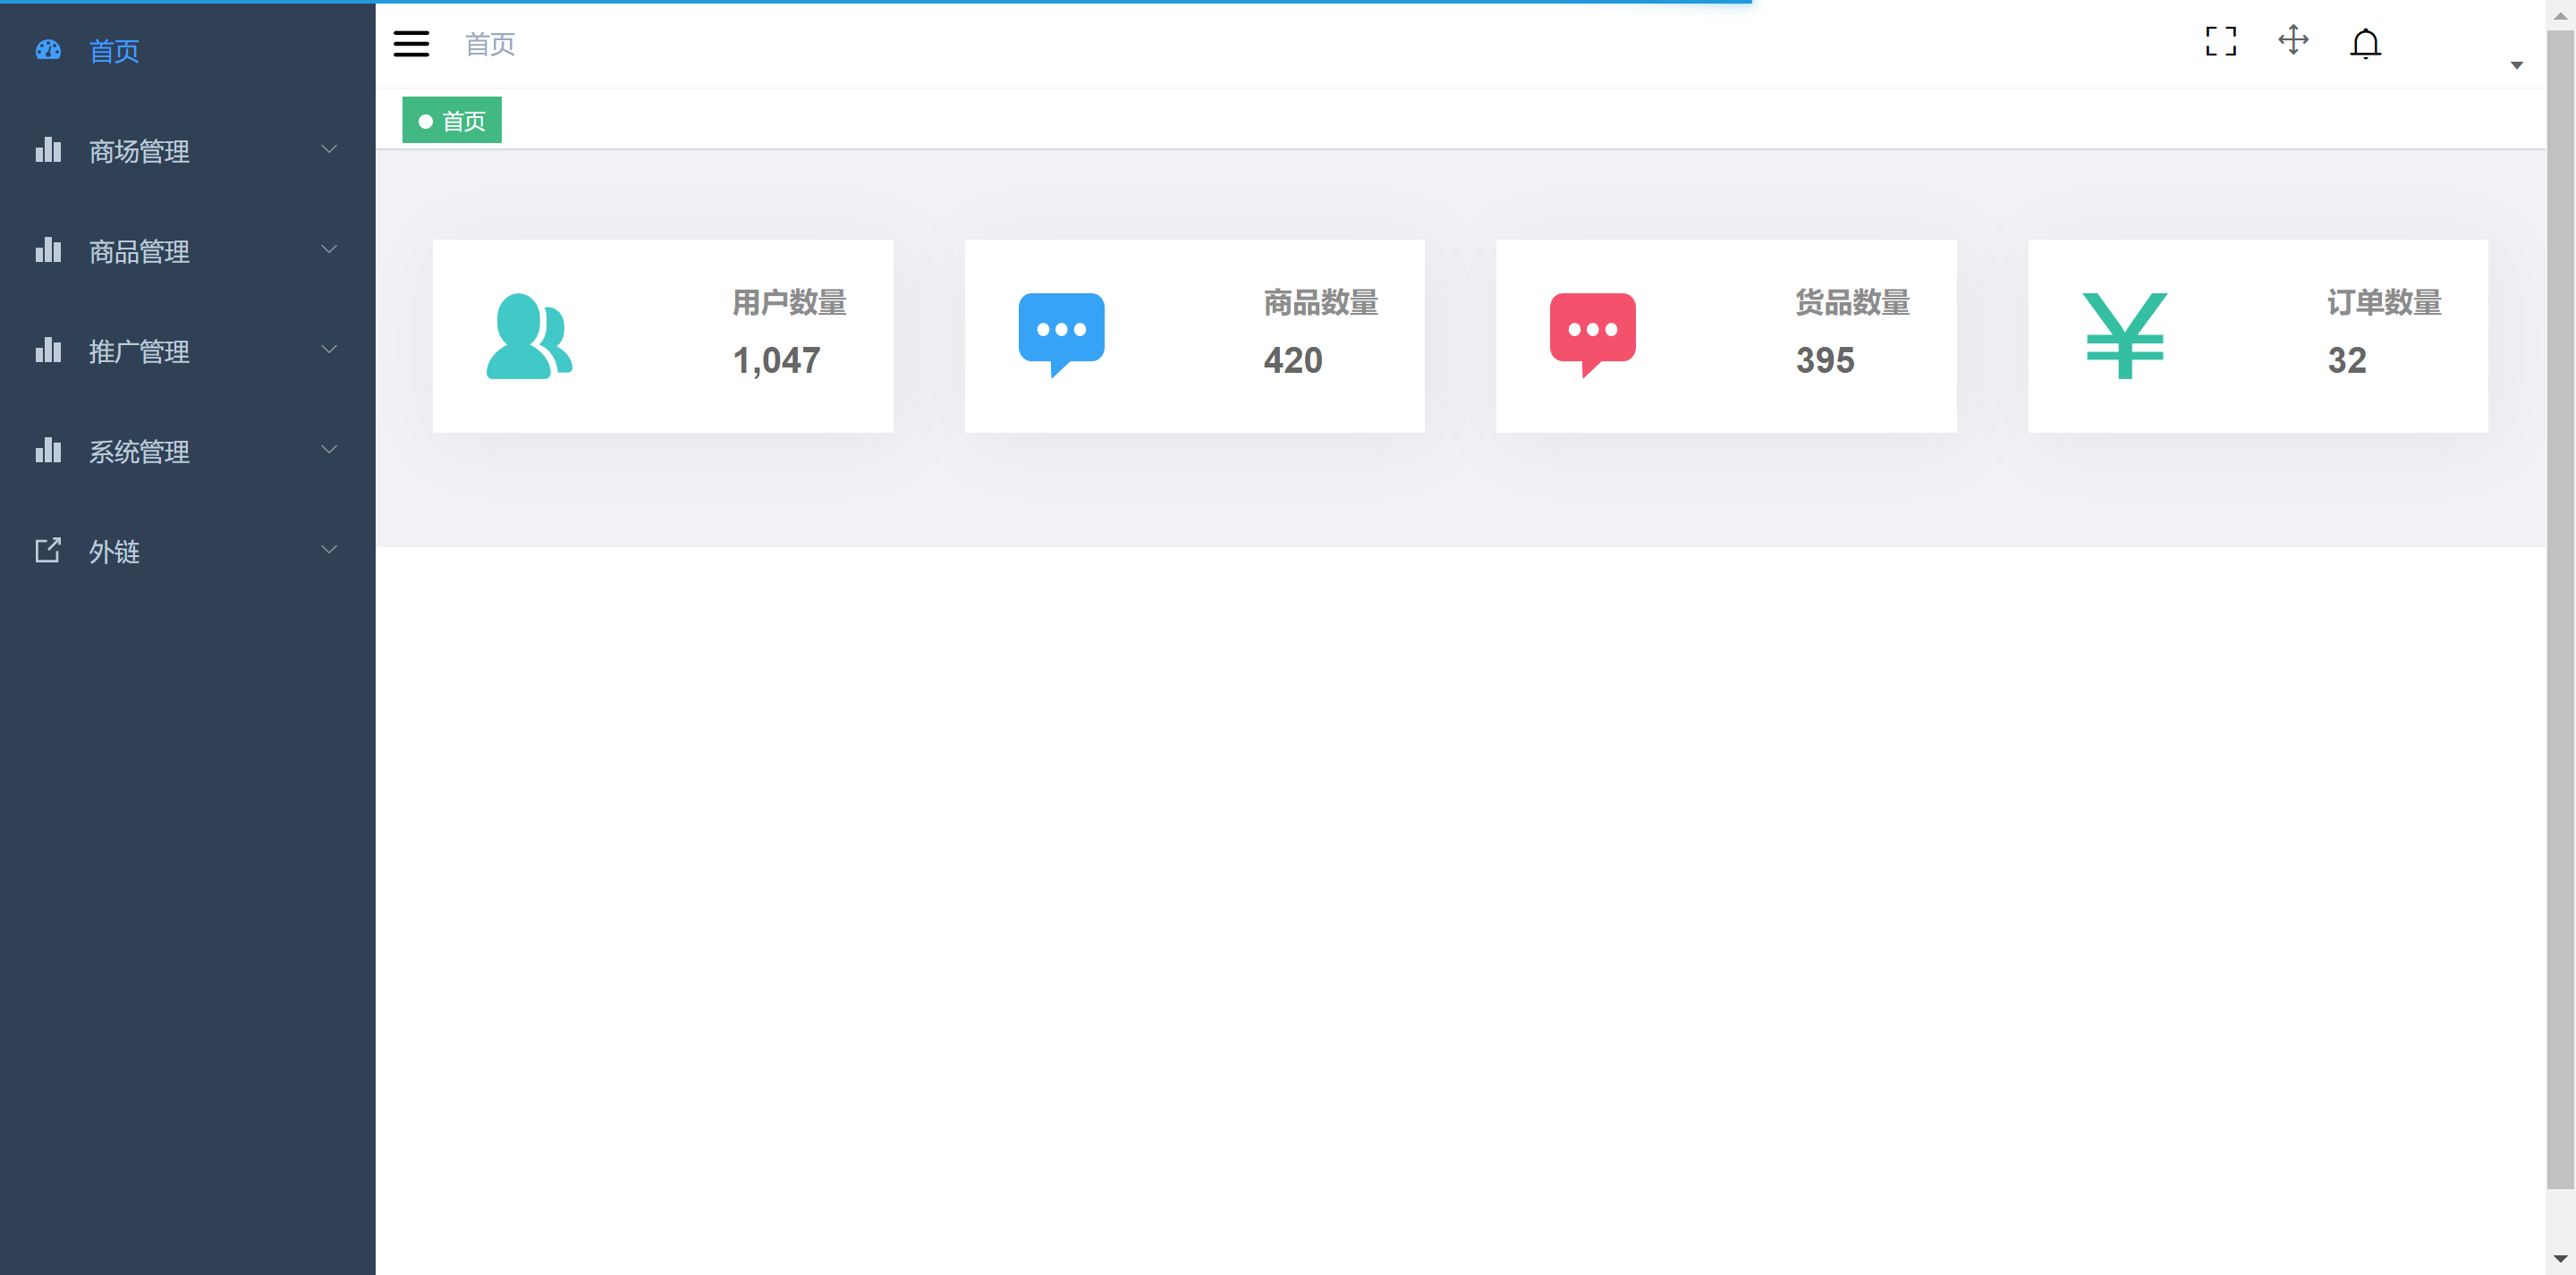 首页
商场管理
商品管理
推广管理
系统管理
外链
首页
首页
用户数量
1,047
商品数量
420
货品数量
395
订单数量
32